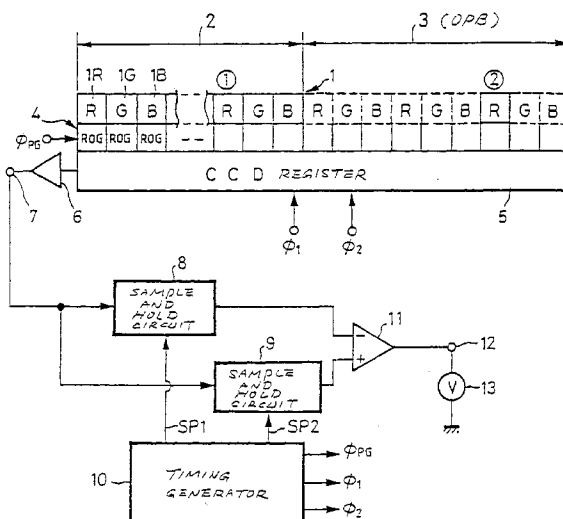 2
3 (OPB)
1R 1G 1B ① 1 ②
R G B R G B R G B R G B R G B
4
ΦPG
ROG ROG ROG
CCD REGISTER
7 6 5
Φ1 Φ2
8
SAMPLE
AND
HOLD
CIRCUIT
9
SAMPLE
AND
HOLD
CIRCUIT
11
-
+
12
V 13
SP1 SP2
10
TIMING
GENERATOR
ΦPG
Φ1
Φ2